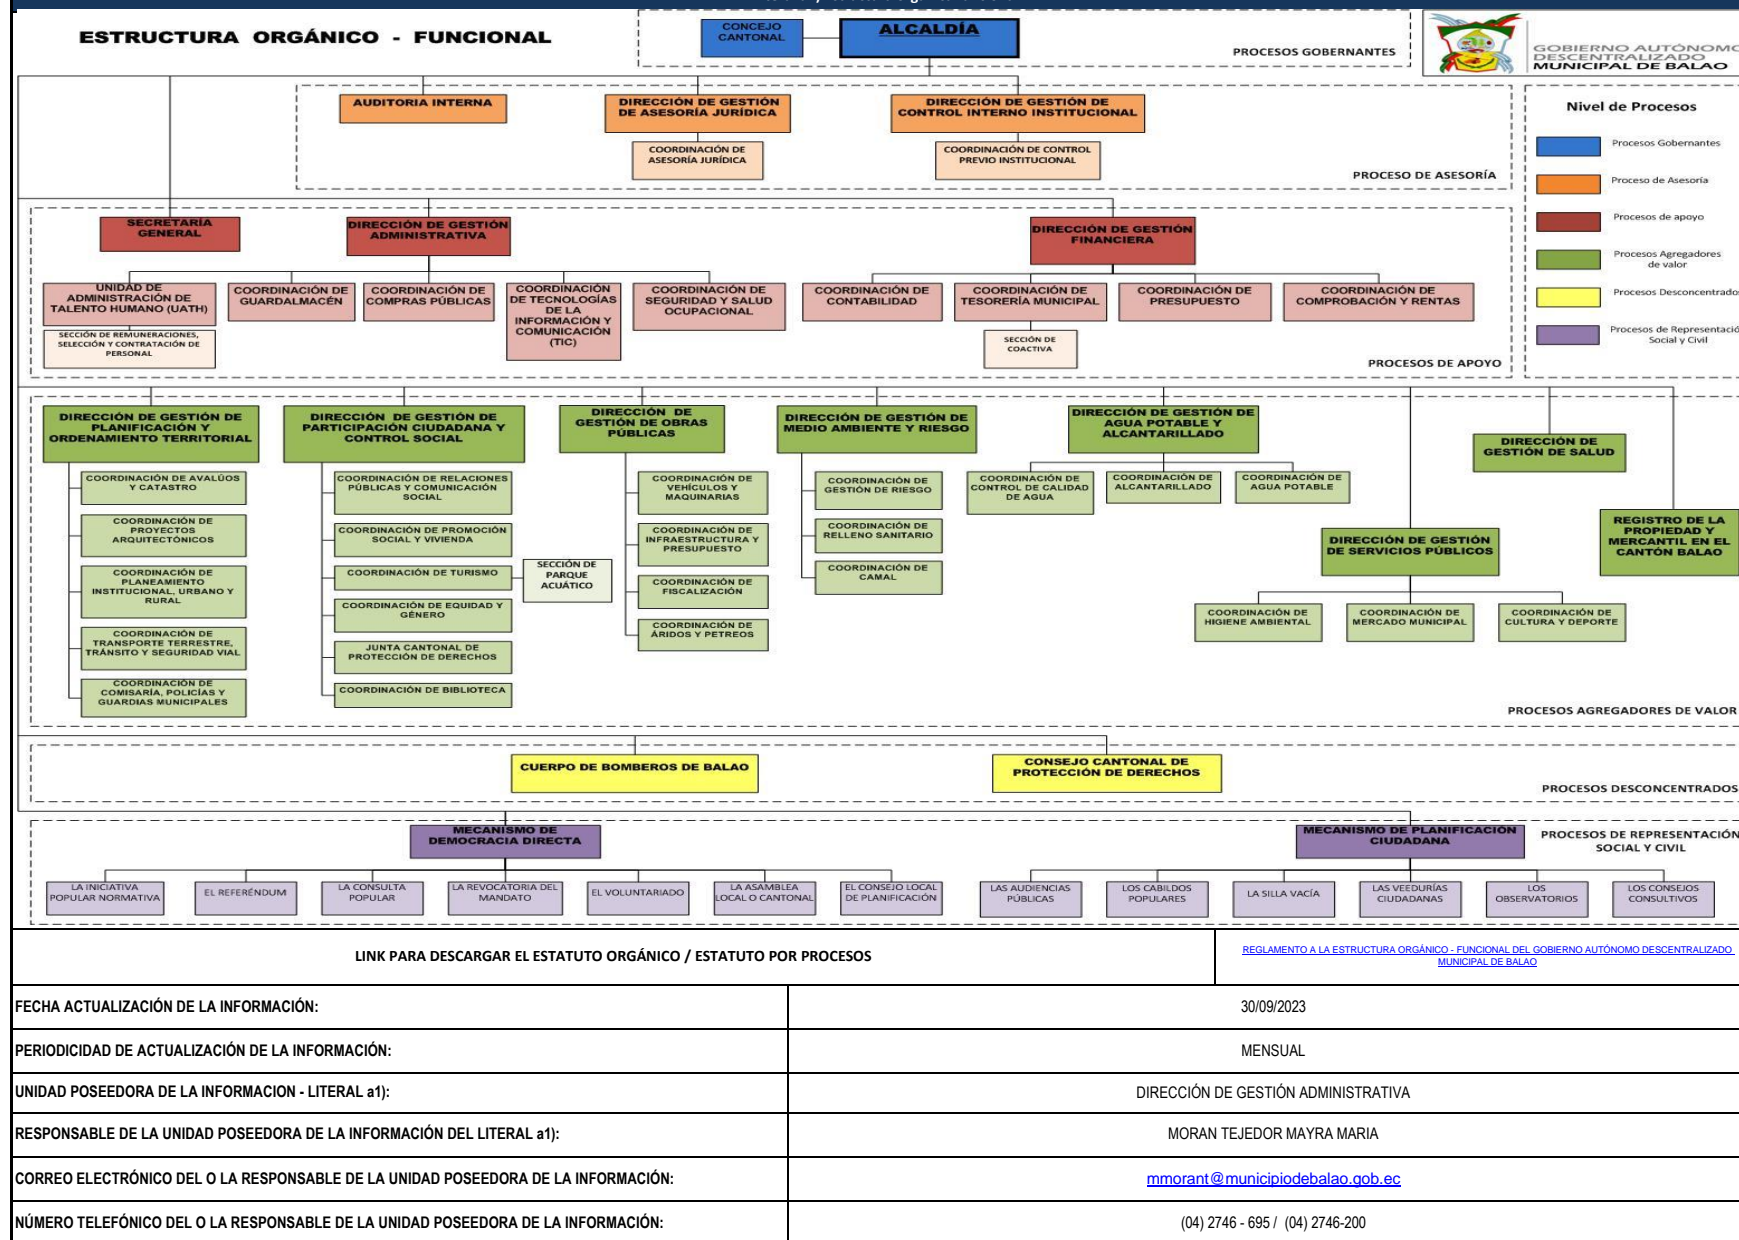 ESTRUCTURA ORGÁNICO - FUNCIONAL
CONCEJO
CANTONAL
ALCALDÍA
PROCESOS GOBERNANTES
GOBIERNO AUTÓNOMO
DESCENTRALIZADO
MUNICIPAL DE BALAO
AUDITORIA INTERNA
DIRECCIÓN DE GESTIÓN
DE ASESORÍA JURÍDICA
DIRECCIÓN DE GESTIÓN DE
CONTROL INTERNO INSTITUCIONAL
COORDINACIÓN DE
ASESORÍA JURÍDICA
COORDINACIÓN DE CONTROL
PREVIO INSTITUCIONAL
PROCESO DE ASESORÍA
Nivel de Procesos
Procesos Gobernantes
Proceso de Asesoría
Procesos de apoyo
Procesos Agregadores
de valor
Procesos Desconcentrados
Procesos de Representació
Social y Civil
SECRETARÍA
GENERAL
DIRECCIÓN DE GESTIÓN
ADMINISTRATIVA
DIRECCIÓN DE GESTIÓN
FINANCIERA
UNIDAD DE
ADMINISTRACIÓN DE
TALENTO HUMANO (UATH)
SECCIÓN DE REMUNERACIONES,
SELECCIÓN Y CONTRATACIÓN DE
PERSONAL
COORDINACIÓN DE
GUARDALMACÉN
COORDINACIÓN DE
COMPRAS PÚBLICAS
COORDINACIÓN
DE TECNOLOGÍAS
DE LA
INFORMACIÓN Y
COMUNICACIÓN
(TIC)
COORDINACIÓN DE
SEGURIDAD Y SALUD
OCUPACIONAL
COORDINACIÓN DE
CONTABILIDAD
COORDINACIÓN DE
TESORERÍA MUNICIPAL
SECCIÓN DE
COACTIVA
COORDINACIÓN DE
PRESUPUESTO
COORDINACIÓN DE
COMPROBACIÓN Y RENTAS
PROCESOS DE APOYO
DIRECCIÓN DE GESTIÓN DE
PLANIFICACIÓN Y
ORDENAMIENTO TERRITORIAL
COORDINACIÓN DE AVALÚOS
Y CATASTRO
COORDINACIÓN DE
PROYECTOS
ARQUITECTÓNICOS
COORDINACIÓN DE
PLANEAMIENTO
INSTITUCIONAL, URBANO Y
RURAL
COORDINACIÓN DE
TRANSPORTE TERRESTRE,
TRÁNSITO Y SEGURIDAD VIAL
COORDINACIÓN DE
COMISARÍA, POLICÍAS Y
GUARDIAS MUNICIPALES
DIRECCIÓN DE GESTIÓN DE
PARTICIPACIÓN CIUDADANA Y
CONTROL SOCIAL
COORDINACIÓN DE RELACIONES
PÚBLICAS Y COMUNICACIÓN
SOCIAL
COORDINACIÓN DE PROMOCIÓN
SOCIAL Y VIVIENDA
COORDINACIÓN DE TURISMO
SECCIÓN DE
PARQUE
ACUÁTICO
COORDINACIÓN DE EQUIDAD Y
GÉNERO
JUNTA CANTONAL DE
PROTECCIÓN DE DERECHOS
COORDINACIÓN DE BIBLIOTECA
DIRECCIÓN DE
GESTIÓN DE OBRAS
PÚBLICAS
COORDINACIÓN DE
VEHÍCULOS Y
MAQUINARIAS
COORDINACIÓN DE
INFRAESTRUCTURA Y
PRESUPUESTO
COORDINACIÓN DE
FISCALIZACIÓN
COORDINACIÓN DE
ÁRIDOS Y PETREOS
DIRECCIÓN DE GESTIÓN DE
MEDIO AMBIENTE Y RIESGO
COORDINACIÓN DE
GESTIÓN DE RIESGO
COORDINACIÓN DE
RELLENO SANITARIO
COORDINACIÓN DE
CAMAL
DIRECCIÓN DE GESTIÓN DE
AGUA POTABLE Y
ALCANTARILLADO
COORDINACIÓN DE
CONTROL DE CALIDAD
DE AGUA
COORDINACIÓN DE
ALCANTARILLADO
COORDINACIÓN DE
AGUA POTABLE
DIRECCIÓN DE GESTIÓN
DE SERVICIOS PÚBLICOS
COORDINACIÓN DE
HIGIENE AMBIENTAL
COORDINACIÓN DE
MERCADO MUNICIPAL
COORDINACIÓN DE
CULTURA Y DEPORTE
DIRECCIÓN DE
GESTIÓN DE SALUD
REGISTRO DE LA
PROPIEDAD Y
MERCANTIL EN EL
CANTÓN BALAO
PROCESOS AGREGADORES DE VALOR
CUERPO DE BOMBEROS DE BALAO
CONSEJO CANTONAL DE
PROTECCIÓN DE DERECHOS
PROCESOS DESCONCENTRADOS
MECANISMO DE
DEMOCRACIA DIRECTA
MECANISMO DE PLANIFICACIÓN
CIUDADANA
PROCESOS DE REPRESENTACIÓN
SOCIAL Y CIVIL
LA INICIATIVA
POPULAR NORMATIVA
EL REFERÉNDUM
LA CONSULTA
POPULAR
LA REVOCATORIA DEL
MANDATO
EL VOLUNTARIADO
LA ASAMBLEA
LOCAL O CANTONAL
EL CONSEJO LOCAL
DE PLANIFICACIÓN
LAS AUDIENCIAS
PÚBLICAS
LOS CABILDOS
POPULARES
LA SILLA VACÍA
LAS VEEDURÍAS
CIUDADANAS
LOS
OBSERVATORIOS
LOS CONSEJOS
CONSULTIVOS
LINK PARA DESCARGAR EL ESTATUTO ORGÁNICO / ESTATUTO POR PROCESOS
REGLAMENTO A LA ESTRUCTURA ORGÁNICO - FUNCIONAL DEL GOBIERNO AUTÓNOMO DESCENTRALIZADO
MUNICIPAL DE BALAO
FECHA ACTUALIZACIÓN DE LA INFORMACIÓN:
30/09/2023
PERIODICIDAD DE ACTUALIZACIÓN DE LA INFORMACIÓN:
MENSUAL
UNIDAD POSEEDORA DE LA INFORMACION - LITERAL a1):
DIRECCIÓN DE GESTIÓN ADMINISTRATIVA
RESPONSABLE DE LA UNIDAD POSEEDORA DE LA INFORMACIÓN DEL LITERAL a1):
MORAN TEJEDOR MAYRA MARIA
CORREO ELECTRÓNICO DEL O LA RESPONSABLE DE LA UNIDAD POSEEDORA DE LA INFORMACIÓN:
mmorant@municipiodebalao.gob.ec
NÚMERO TELEFÓNICO DEL O LA RESPONSABLE DE LA UNIDAD POSEEDORA DE LA INFORMACIÓN:
(04) 2746 - 695 / (04) 2746-200